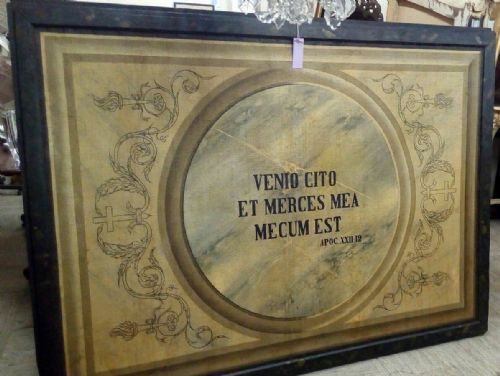 VENIO CITO
ET MERCES MEA
MECUM EST
APOC. XXII 12